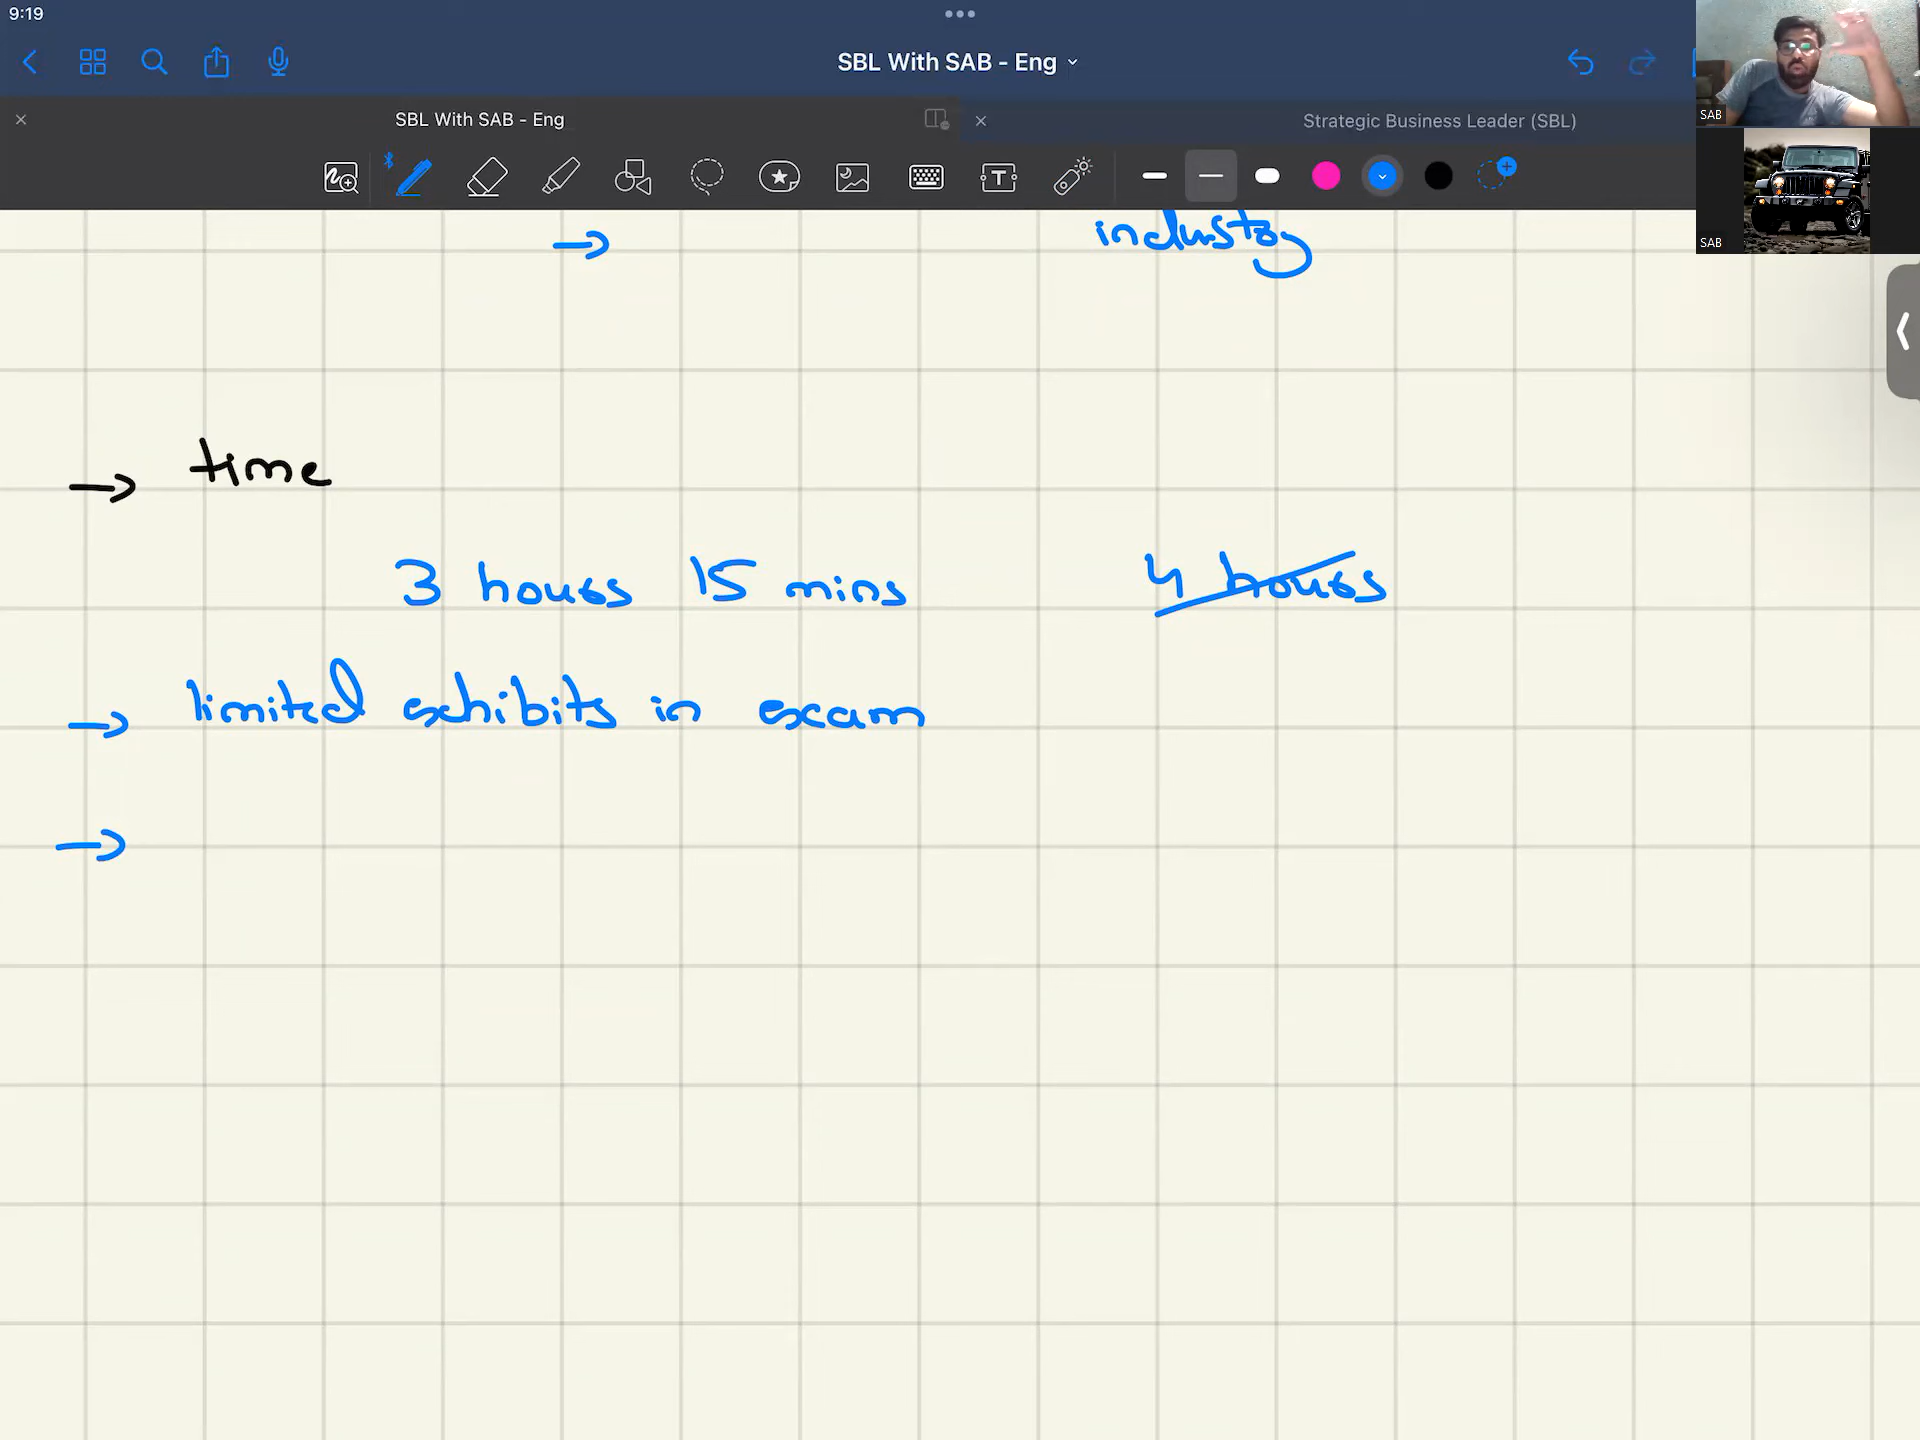 9:19
SBL With SAB - Eng
SBL With SAB - Eng
Strategic Business Leader (SBL)
SAB
SAB
→ industry
→ time
3 hours 15 mins 4 hours
→ limited exhibits in exam
→